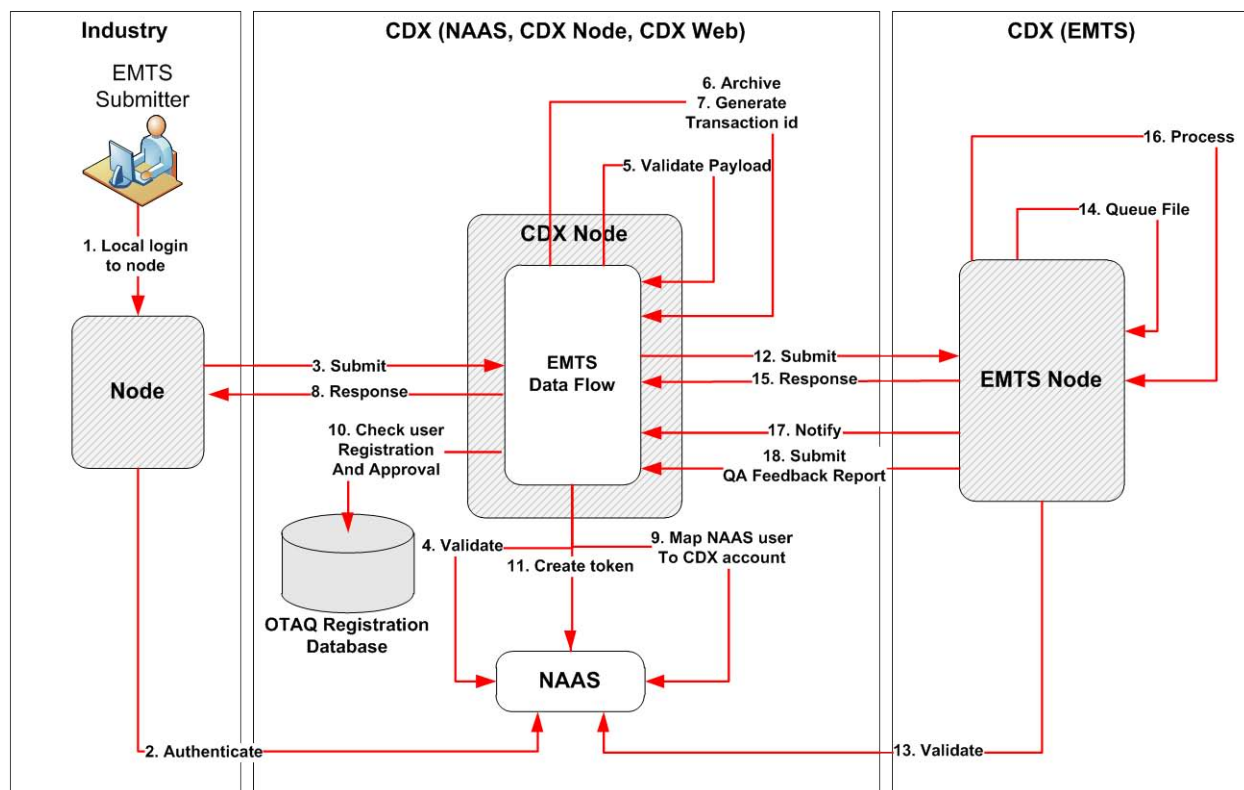 Industry
CDX (NAAS, CDX Node, CDX Web)
CDX (EMTS)
EMTS
Submitter
6. Archive
7. Generate
Transaction id
16. Process
5. Validate Payload
14. Queue File
CDX Node
1. Local login
to node
Node
3. Submit
8. Response
EMTS
Data Flow
12. Submit
15. Response
EMTS Node
10. Check user
Registration
And Approval
17. Notify
18. Submit
QA Feedback Report
4. Validate
9. Map NAAS user
To CDX account
11. Create token
OTAQ Registration
Database
NAAS
2. Authenticate
13. Validate